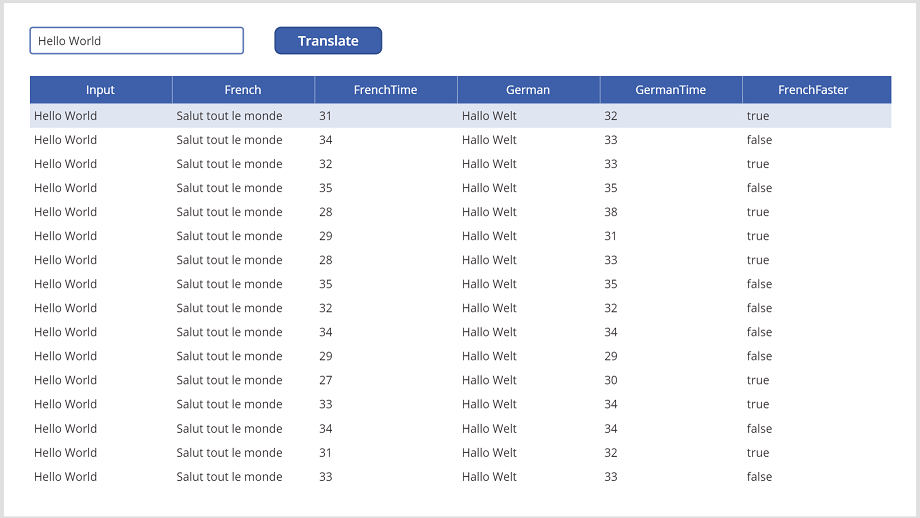 Hello World Translate
Input French FrenchTime German GermanTime FrenchFaster
Hello World Salut tout le monde 31 Hallo Welt 32 true
Hello World Salut tout le monde 34 Hallo Welt 33 false
Hello World Salut tout le monde 32 Hallo Welt 33 true
Hello World Salut tout le monde 35 Hallo Welt 35 false
Hello World Salut tout le monde 28 Hallo Welt 38 true
Hello World Salut tout le monde 29 Hallo Welt 31 true
Hello World Salut tout le monde 28 Hallo Welt 33 true
Hello World Salut tout le monde 35 Hallo Welt 35 false
Hello World Salut tout le monde 32 Hallo Welt 32 false
Hello World Salut tout le monde 34 Hallo Welt 34 false
Hello World Salut tout le monde 29 Hallo Welt 29 false
Hello World Salut tout le monde 27 Hallo Welt 30 true
Hello World Salut tout le monde 33 Hallo Welt 34 true
Hello World Salut tout le monde 34 Hallo Welt 34 false
Hello World Salut tout le monde 31 Hallo Welt 32 true
Hello World Salut tout le monde 33 Hallo Welt 33 false